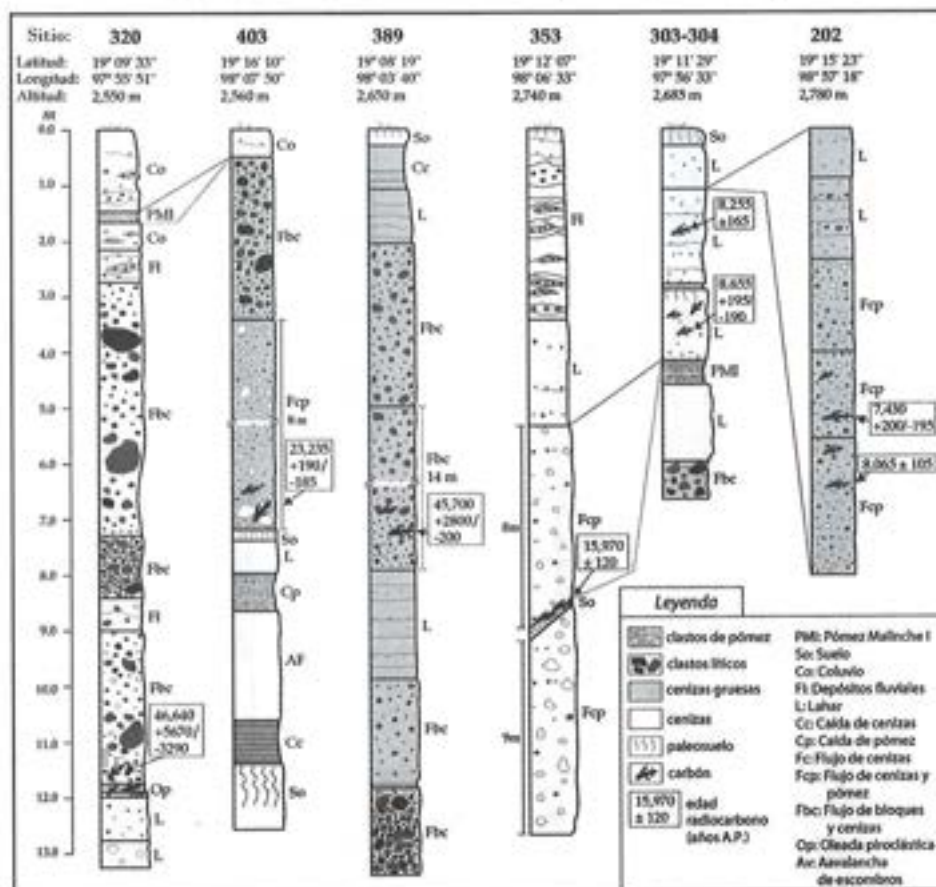 Sitio: 320 403 389 353 303-304 202
Latitud: 19° 09' 33" 19° 16' 10" 19° 08' 19" 19° 12' 07" 19° 11' 29" 19° 15' 23"
Longitud: 97° 55' 51" 98° 07' 50" 98° 03' 40" 98° 06' 33" 97° 56' 33" 98° 57' 18"
Altitud: 2,550 m 2,560 m 2,650 m 2,740 m 2,685 m 2,780 m
m
0.0
1.0
2.0
3.0
4.0
5.0
6.0
7.0
8.0
9.0
10.0
11.0
12.0
13.0
Co
PMI
Co
Fl
Fbc
Fbc
Fl
Fbc
46,640
+5670/
-3290
Op
L
L
Co
Fbc
Fcp
8m
23,235
+190/
-185
So
L
Cp
AF
Cc
So
So
Cc
L
Fbc
Fbc
14 m
45,700
+2800/
-200
L
Fbc
Fbc
Fl
L
8m
Fcp
15,970
± 120
So
9m
Fcp
So
L
8,255
±165
L
8,655
+195/
-190
L
PMI
L
Fbc
L
L
Fcp
Fcp
7,430
+200/-195
8,065 ± 105
Fcp
Leyenda
clastos de pómez
clastos líticos
cenizas gruesas
cenizas
paleosuelo
carbón
15,970
± 120
edad
radiocarbono
(años A.P.)
PMI: Pómez Malinche I
So: Suelo
Co: Coluvio
Fl: Depósitos fluviales
L: Lahar
Cc: Caída de cenizas
Cp: Caída de pómez
Fc: Flujo de cenizas
Fcp: Flujo de cenizas y
pómez
Fbc: Flujo de bloques
y cenizas
Op: Oleada piroclástica
Av: Aavalancha
de escombros